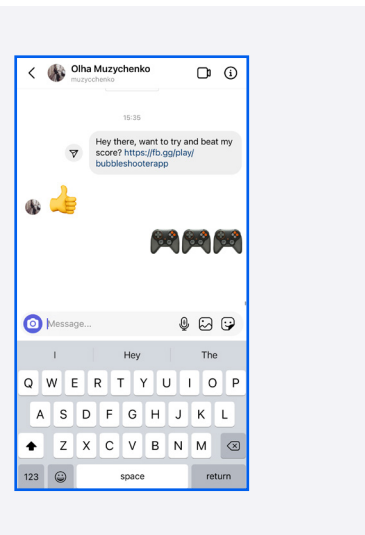 Olha Muzychenko
muzycchenko
15:35
Hey there, want to try and beat my
score? https://fb.gg/play/
bubbleshooterapp
Message...
I Hey The
Q W E R T Y U I O P
A S D F G H J K L
Z X C V B N M
123 space return